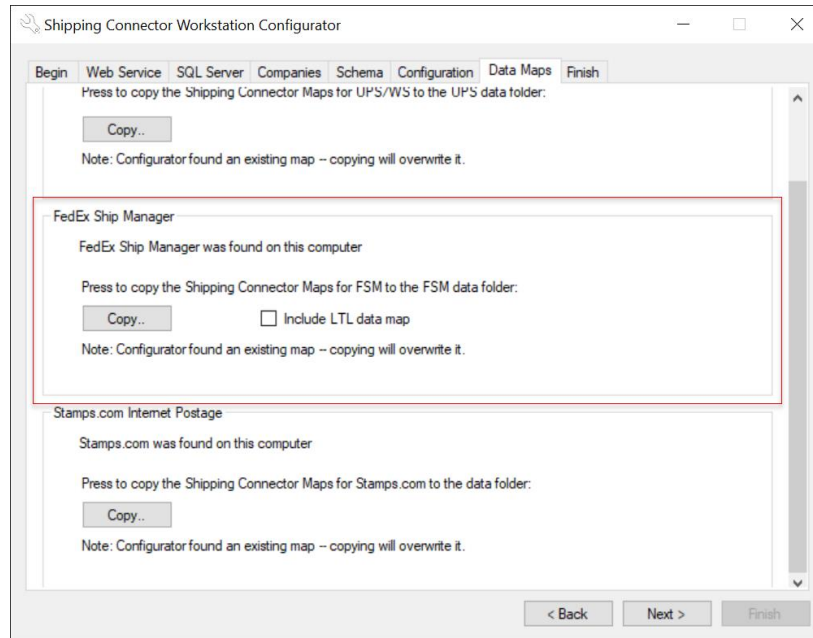 Shipping Connector Workstation Configurator
Begin Web Service SQL Server Companies Schema Configuration Data Maps Finish
Press to copy the Shipping Connector Maps for UPS/WS to the UPS data folder:
Copy..
Note: Configurator found an existing map -- copying will overwrite it.
FedEx Ship Manager
FedEx Ship Manager was found on this computer
Press to copy the Shipping Connector Maps for FSM to the FSM data folder:
Copy.. Include LTL data map
Note: Configurator found an existing map -- copying will overwrite it.
Stamps.com Internet Postage
Stamps.com was found on this computer
Press to copy the Shipping Connector Maps for Stamps.com to the data folder:
Copy..
Note: Configurator found an existing map -- copying will overwrite it.
< Back Next > Finish